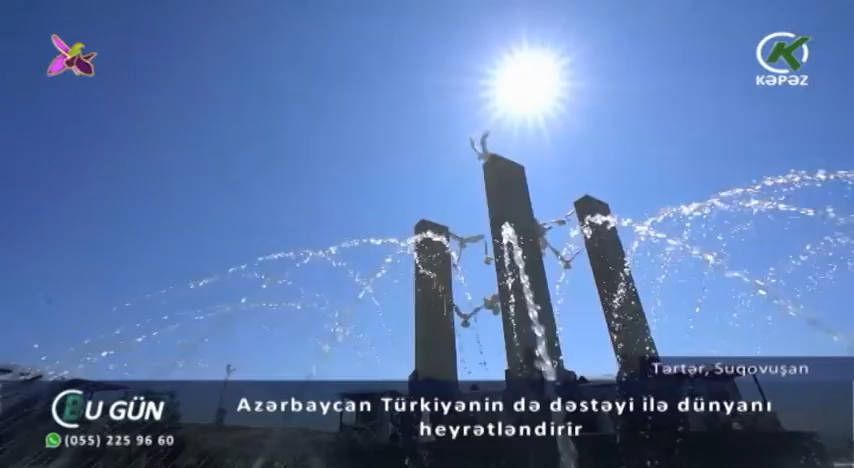 KƏPƏZ
Tərtər, Suqovuşan
BU GÜN
(055) 225 96 60
Azərbaycan Türkiyənin də dəstəyi ilə dünyanı
heyrətləndirir